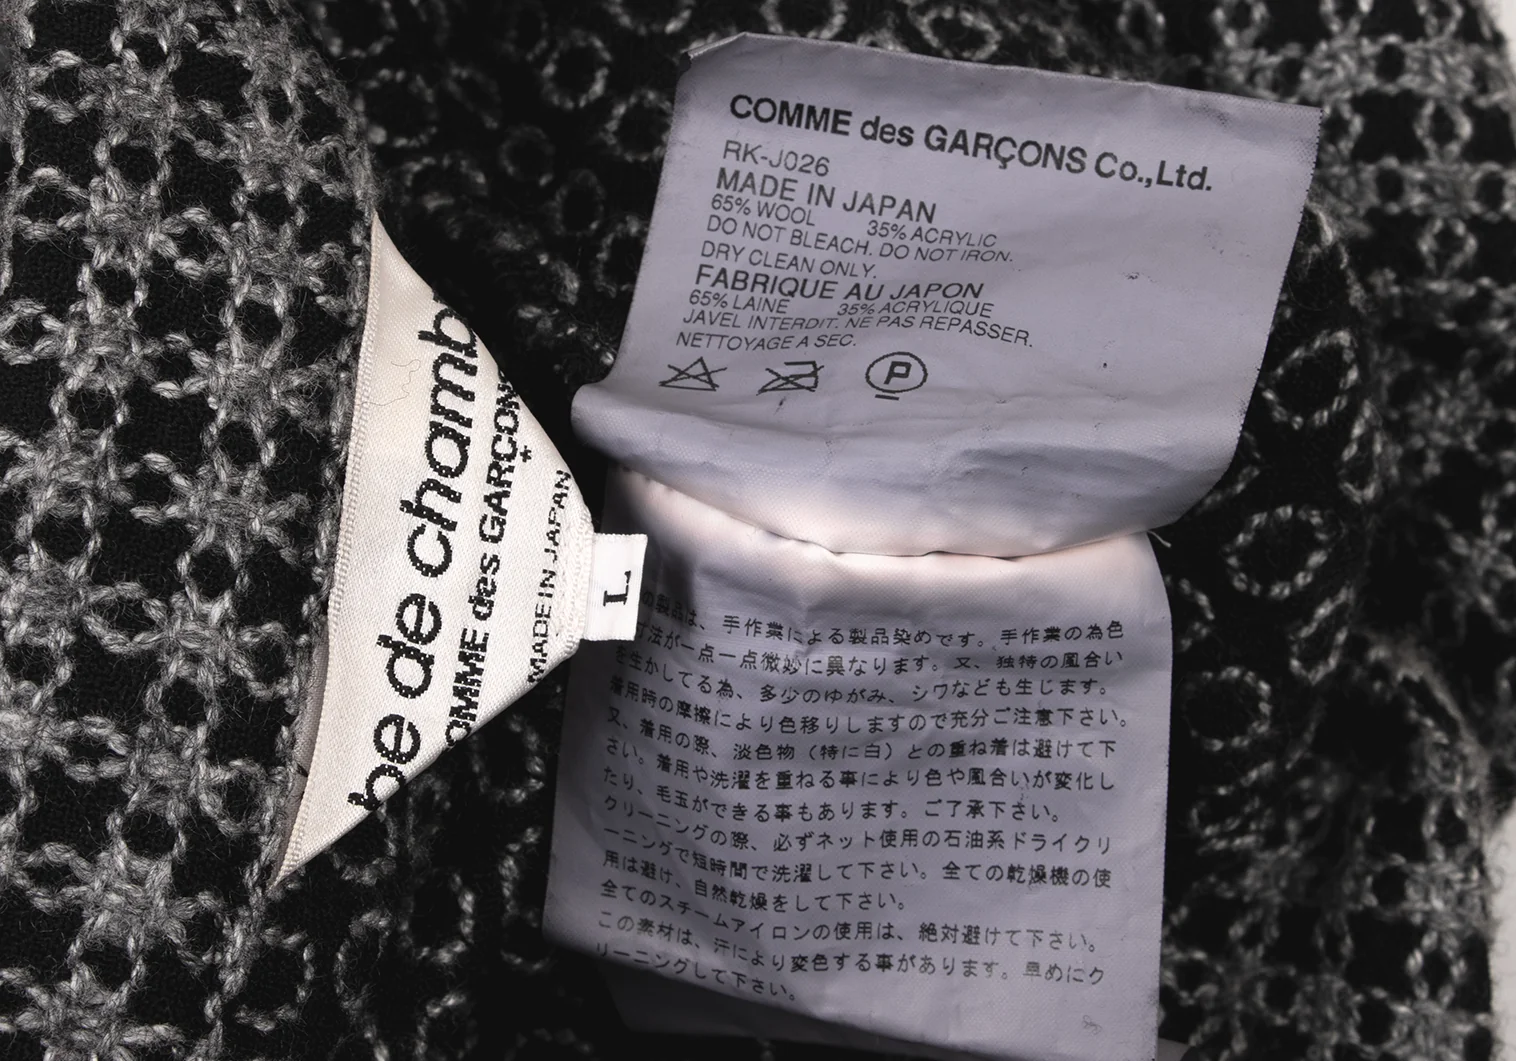 be de chamb
OMME des GARÇONS
MADE IN JAPAN
L
COMME des GARÇONS Co.,Ltd.
RK-J026
MADE IN JAPAN
65% WOOL 35% ACRYLIC
DO NOT BLEACH. DO NOT IRON.
DRY CLEAN ONLY.
FABRIQUE AU JAPON
65% LAINE 35% ACRYLIQUE
JAVEL INTERDIT. NE PAS REPASSER.
NETTOYAGE A SEC.
P
の製品は、手作業による製品染めです。手作業の為色
寸法が一点一点微妙に異なります。又、独特の風合い
を生かしてる為、多少のゆがみ、シワなども生じます。
着用時の摩擦により色移りしますので充分ご注意下さい。
又、着用の際、淡色物（特に白）との重ね着は避けて下
さい。着用や洗濯を重ねる事により色や風合いが変化し
たり、毛玉ができる事もあります。ご了承下さい。
クリーニングの際、必ずネット使用の石油系ドライクリ
ーニングで短時間で洗濯して下さい。全ての乾燥機の使
用は避け、自然乾燥をして下さい。
全てのスチームアイロンの使用は、絶対避けて下さい。
この素材は、汗により変色する事があります。早めにク
リーニングして下さい。